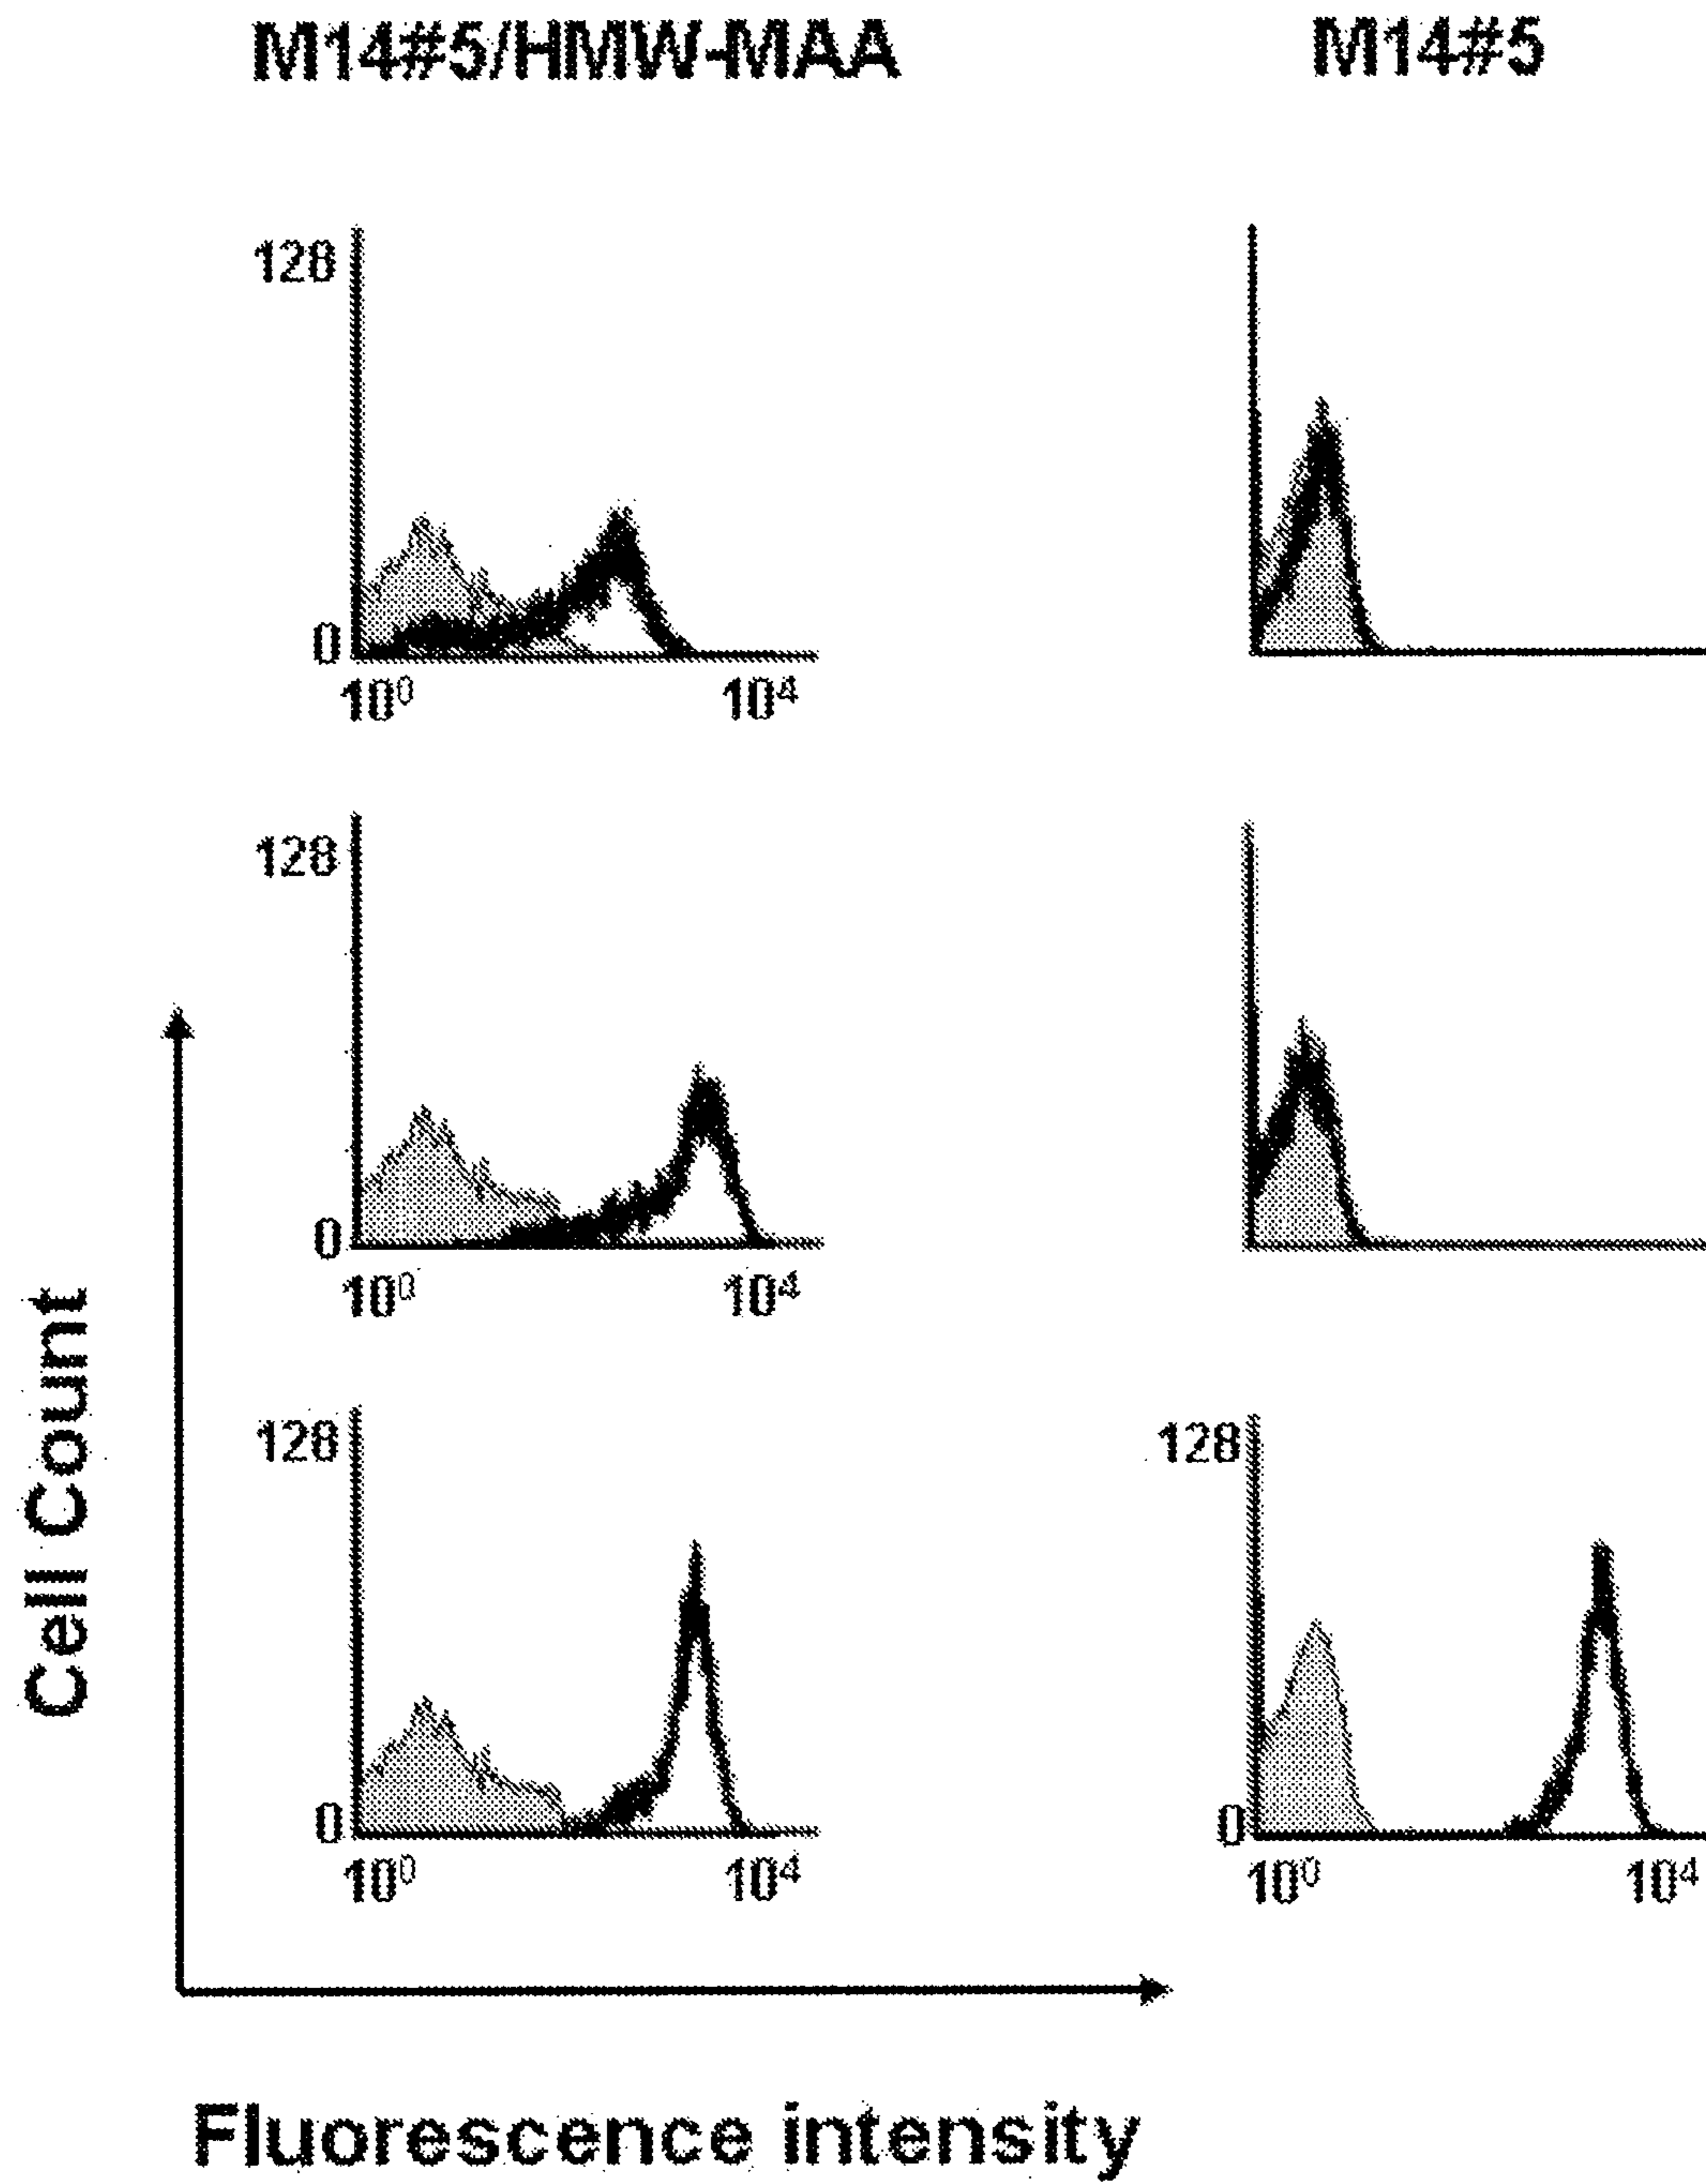 M14#5/HMW-MAA M14#5
128
0
10⁰ 10⁴
128
0
10⁰ 10⁴
128 128
0 0
10⁰ 10⁴ 10⁰ 10⁴
Cell Count
Fluorescence intensity